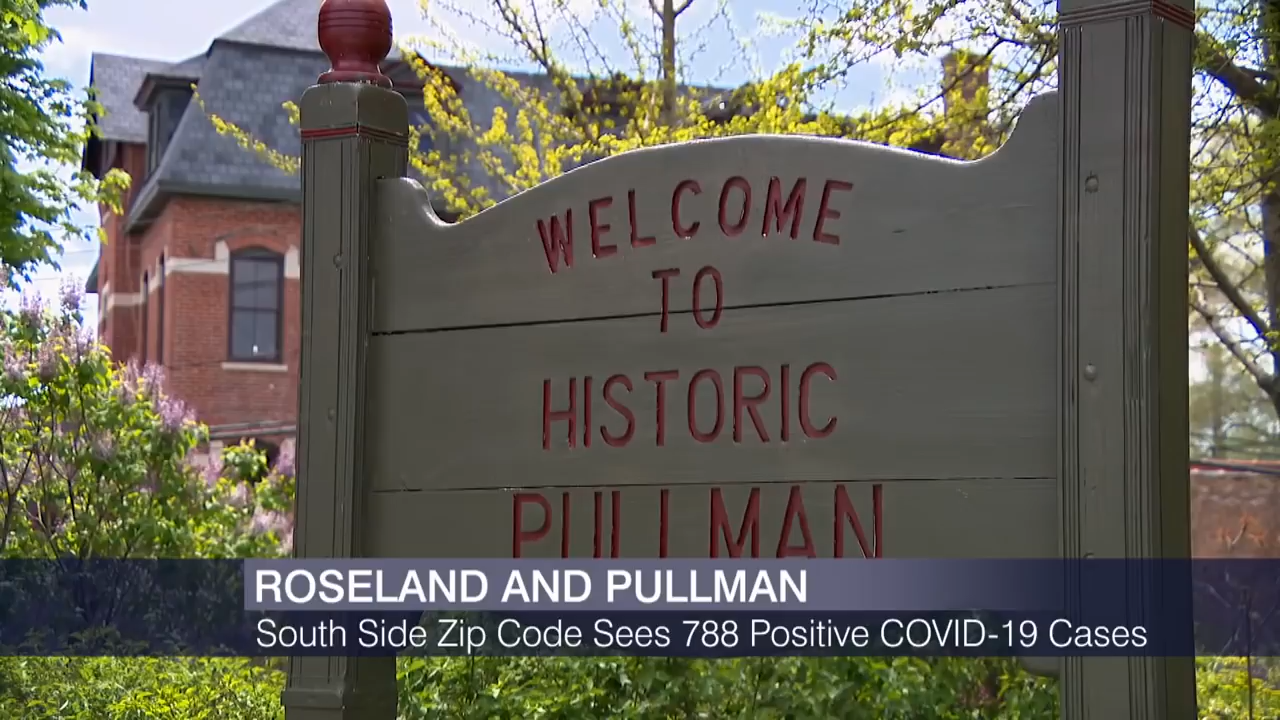 WELCOME
TO
HISTORIC
PULLMAN
ROSELAND AND PULLMAN
South Side Zip Code Sees 788 Positive COVID-19 Cases